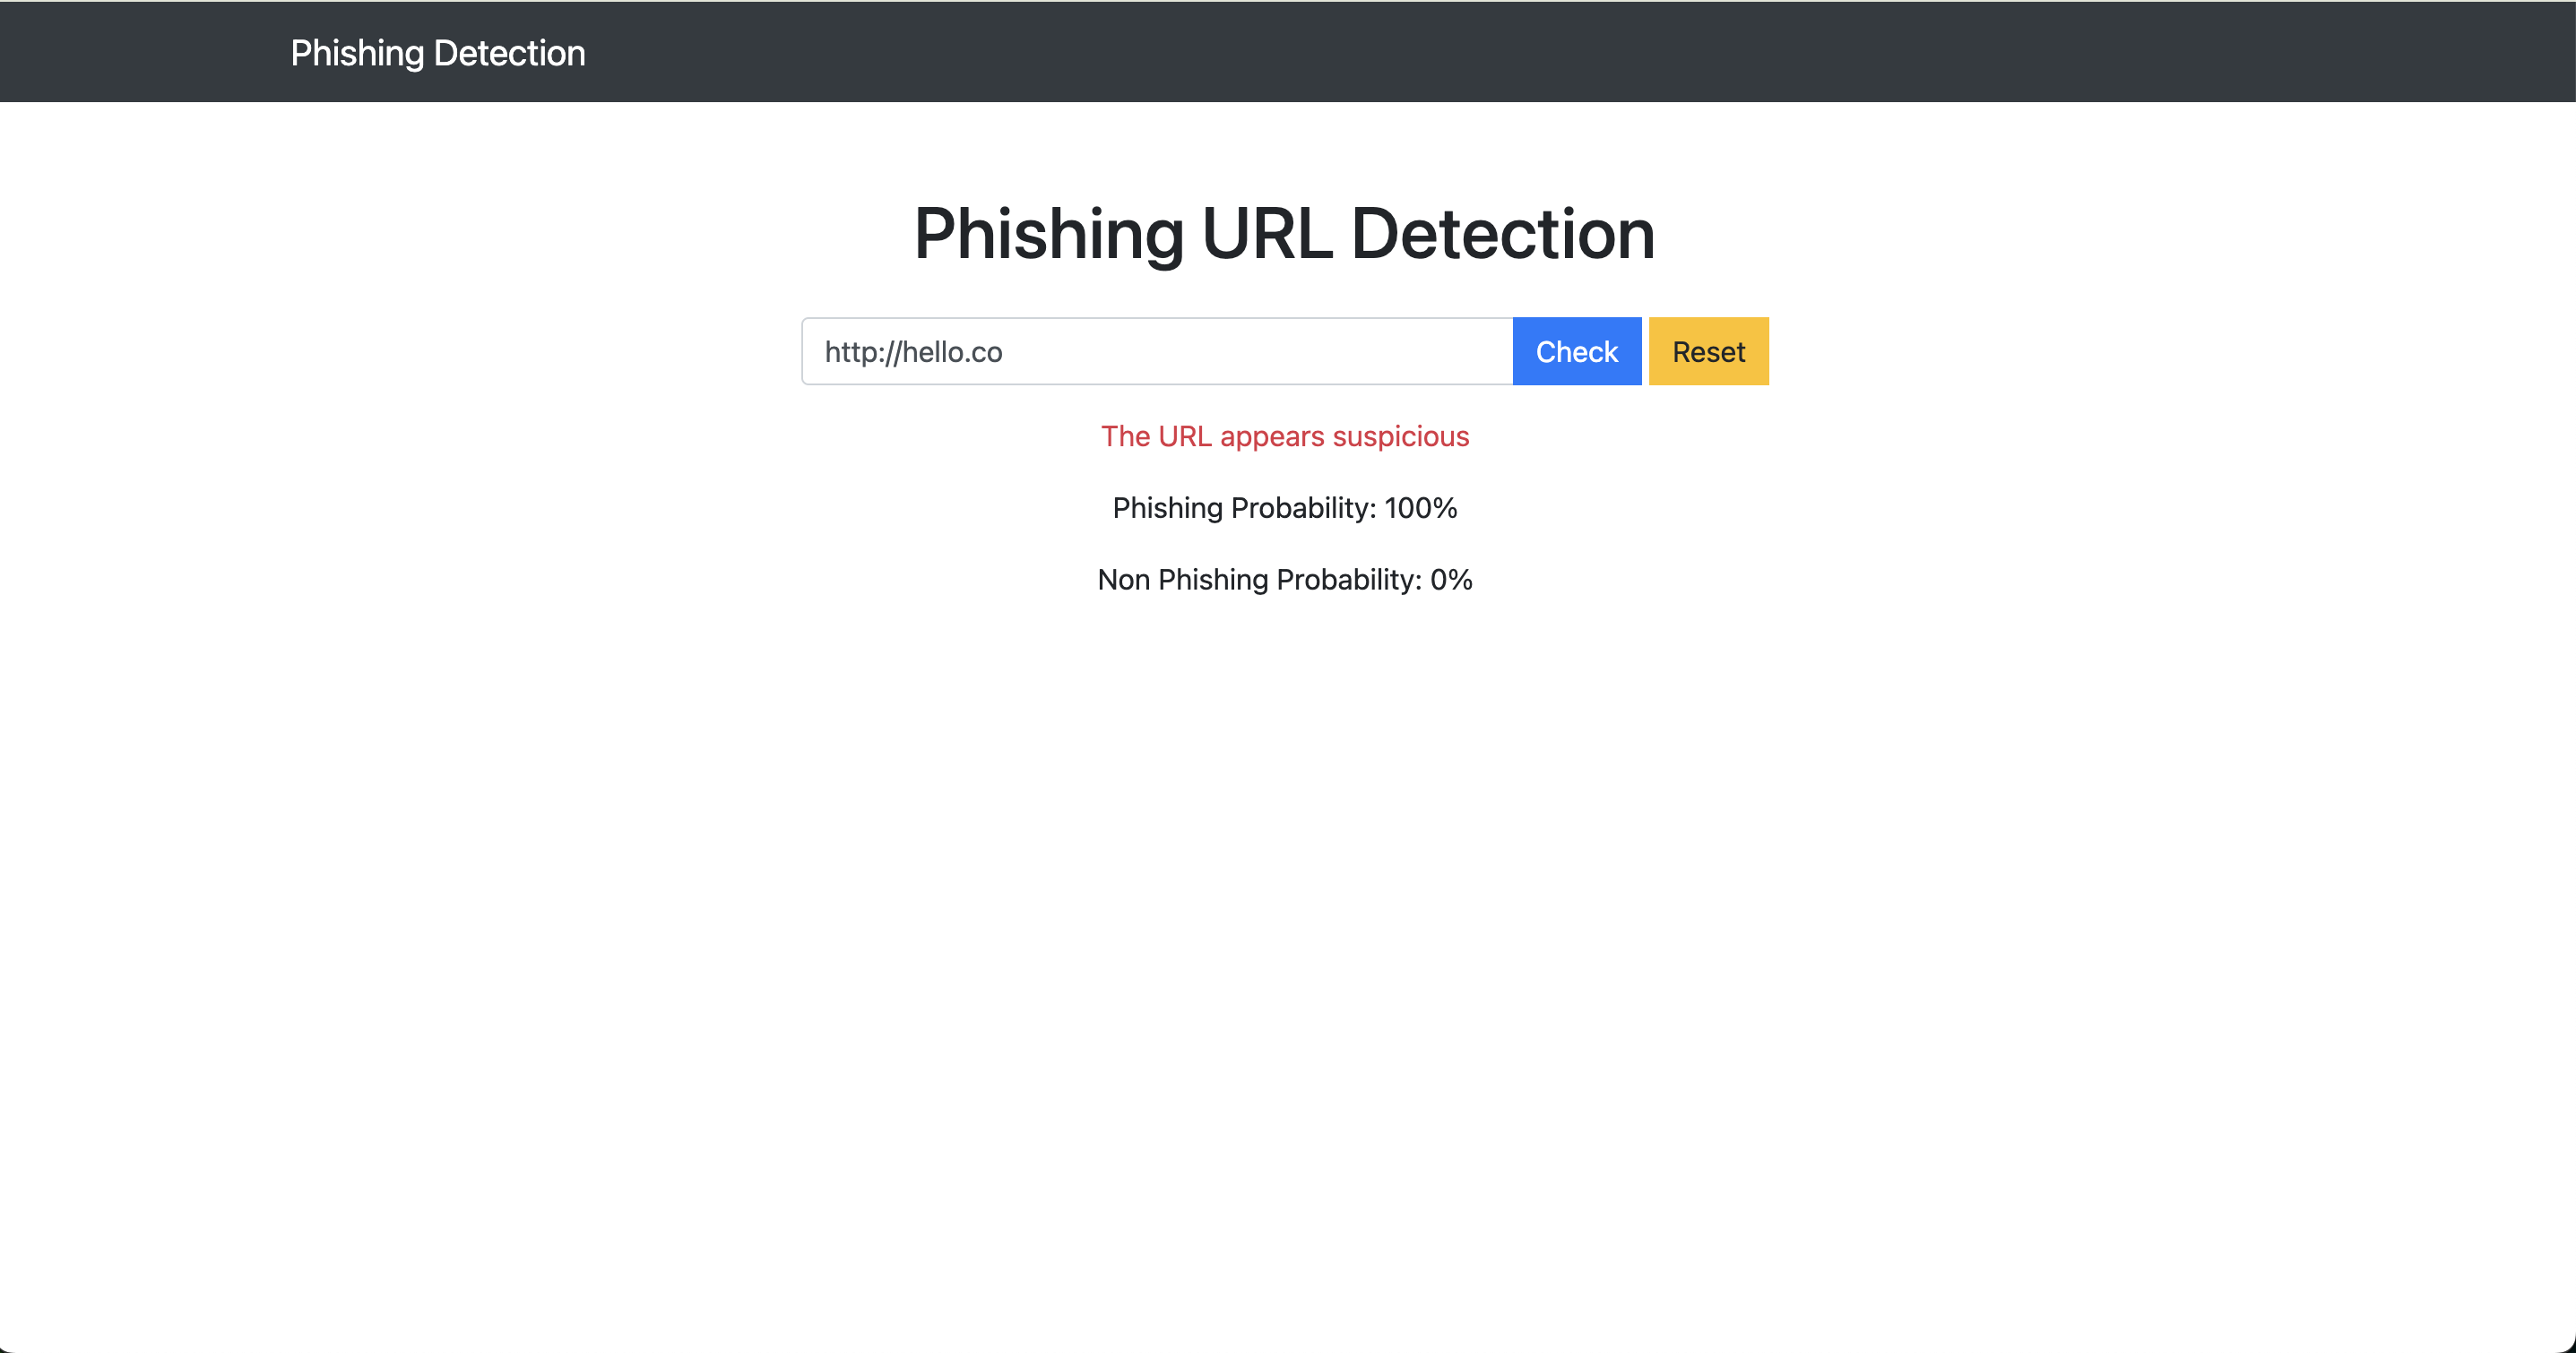 Phishing Detection
Phishing URL Detection
http://hello.co Check Reset
The URL appears suspicious
Phishing Probability: 100%
Non Phishing Probability: 0%